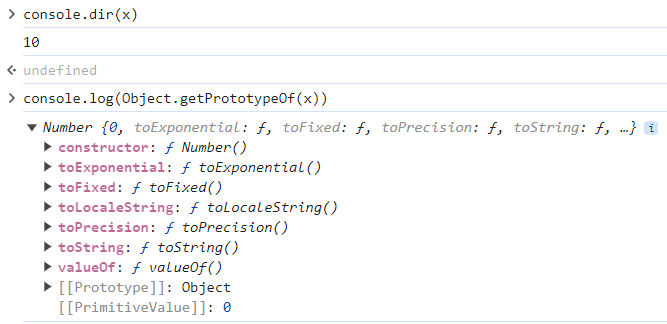 > console.dir(x)
10
undefined
> console.log(Object.getPrototypeOf(x))
▼ Number {0, toExponential: ƒ, toFixed: ƒ, toPrecision: ƒ, toString: ƒ, …} i
▶ constructor: ƒ Number()
▶ toExponential: ƒ toExponential()
▶ toFixed: ƒ toFixed()
▶ toLocaleString: ƒ toLocaleString()
▶ toPrecision: ƒ toPrecision()
▶ toString: ƒ toString()
▶ valueOf: ƒ valueOf()
▶ [[Prototype]]: Object
[[PrimitiveValue]]: 0